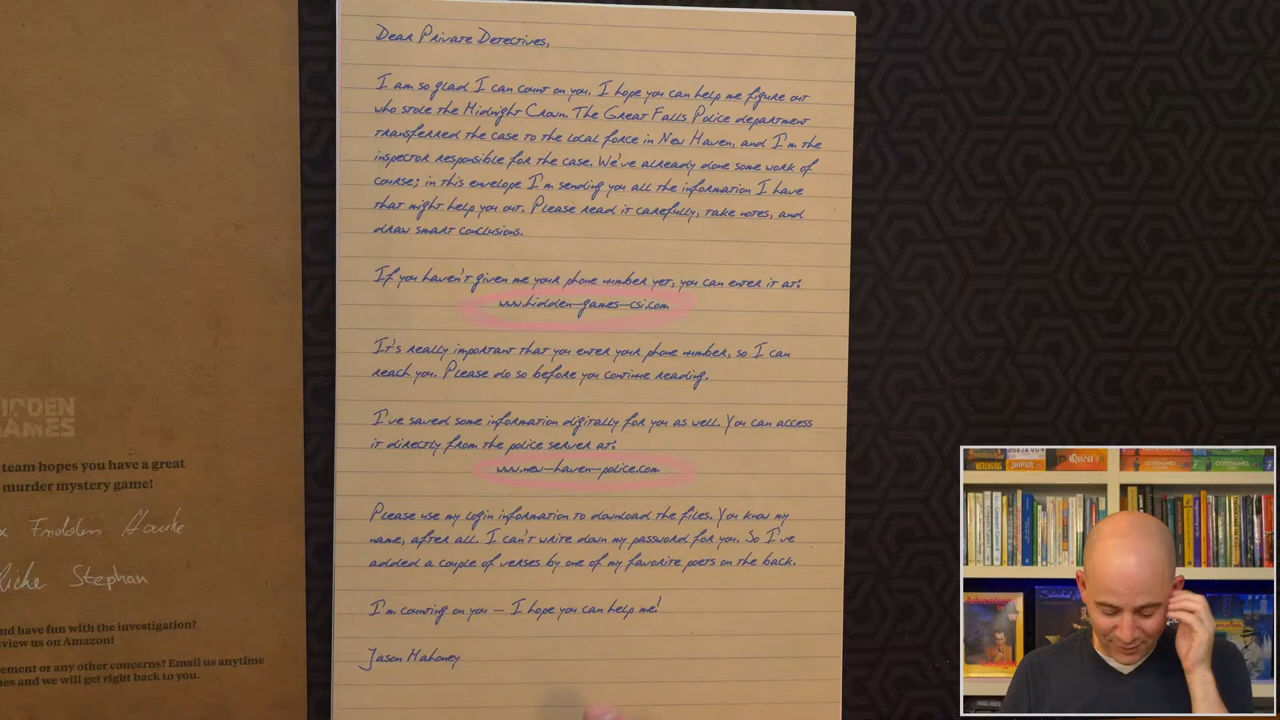 Dear Private Detectives,
I am so glad I can count on you. I hope you can help me figure out
who stole the Midnight Crown. The Great Falls Police department
transferred the case to the local force in New Haven, and I'm the
inspector responsible for the case. We've already done some work of
course; in this envelope I'm sending you all the information I have
that might help you out. Please read it carefully, take notes, and
draw smart conclusions.
If you haven't given me your phone number yet, you can enter it at:
www.hidden-games-csi.com
It's really important that you enter your phone number, so I can
reach you. Please do so before you continue reading.
I've saved some information digitally for you as well. You can access
it directly from the police server at:
www.new-haven-police.com
Please use my login information to download the files. You know my
name, after all. I can't write down my password for you. So I've
added a couple of verses by one of my favorite poets on the back.
I'm counting on you – I hope you can help me!
Jason Mahoney
IDDEN
AMES
team hopes you have a great
murder mystery game!
Stephan
nd have fun with the investigation?
view us on Amazon!
ement or any other concerns? Email us anytime
es and we will get right back to you.
Quest
CODENAMES